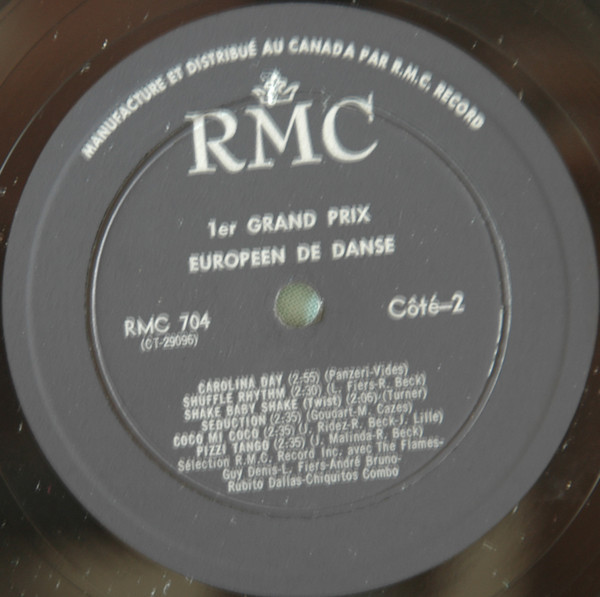 MANUFACTURE ET DISTRIBUÉ AU CANADA PAR R.M.C. RECORD
RMC
1er GRAND PRIX
EUROPEEN DE DANSE
RMC 704
(CT-29096)
Côté-2
CAROLINA DAY (2:55) (Panzeri-Vides)
SHUFFLE RHYTHM (2:30) (L. Fiers-R. Beck)
SHAKE BABY SHAKE (Twist) (2:06) (Turner)
SEDUCTION (2:35) (Goudart-M. Cazes)
COCO MI COCO (2:35) (J. Ridez-R. Beck-J. Lille)
PIZZI TANGO (2:35) (J. Malinda-R. Beck)
Sélection R.M.C. Record Inc. avec The Flames-
Guy Denis-L. Fiers-André Bruno-
Rubito Dallas-Chiquitos Combo